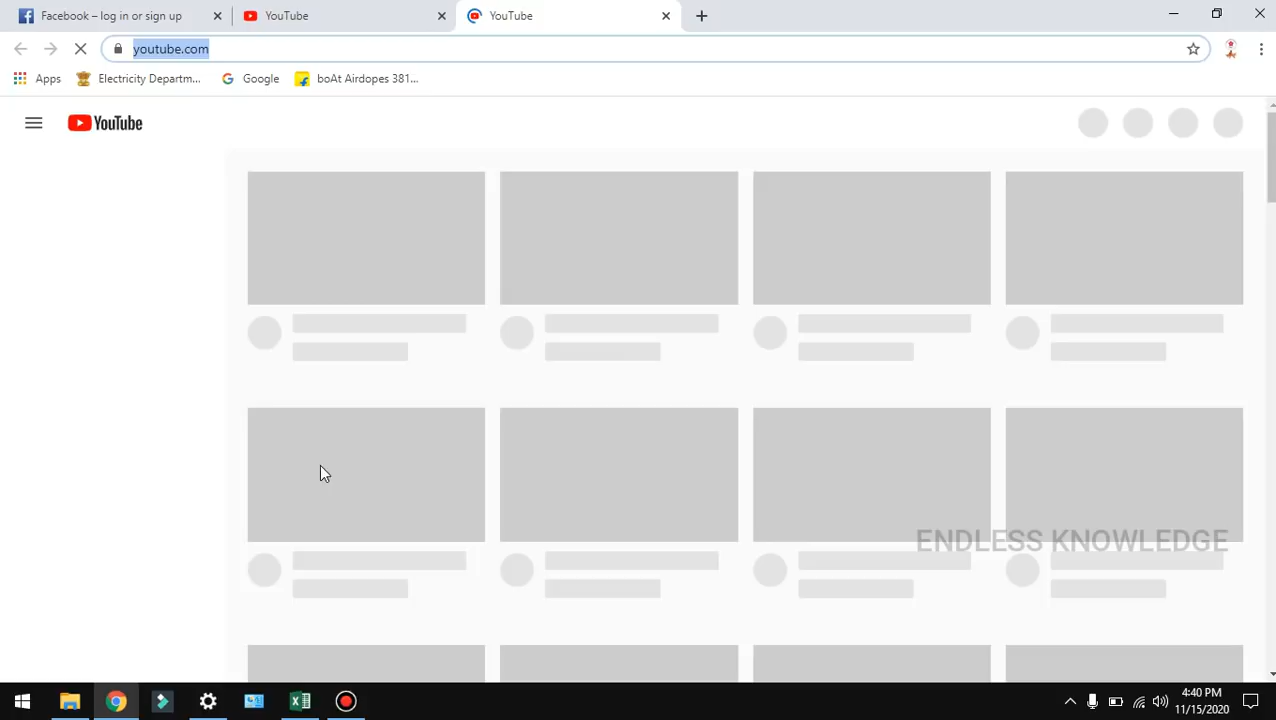 Facebook – log in or sign up
YouTube
YouTube
youtube.com
Apps
Electricity Departm...
Google
boAt Airdopes 381...
YouTube
ENDLESS KNOWLEDGE
4:40 PM
11/15/2020